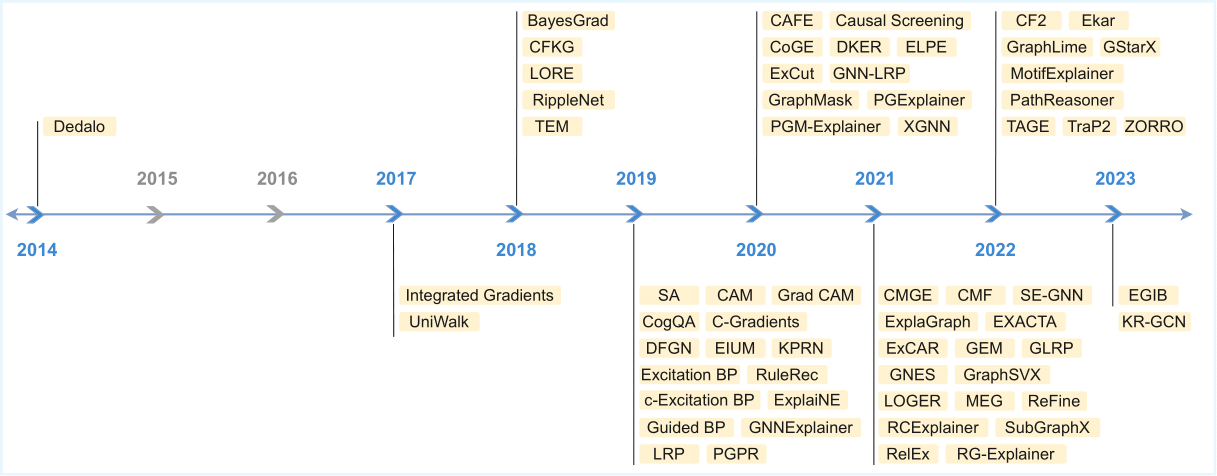 BayesGrad
CFKG
LORE
RippleNet
TEM
CAFE Causal Screening
CoGE DKER ELPE
ExCut GNN-LRP
GraphMask PGExplainer
PGM-Explainer XGNN
CF2 Ekar
GraphLime GStarX
MotifExplainer
PathReasoner
TAGE TraP2 ZORRO
Dedalo
2015 2016 2017 2019 2021 2023
2014 2018 2020 2022
Integrated Gradients
UniWalk
SA CAM Grad CAM
CogQA C-Gradients
DFGN EIUM KPRN
Excitation BP RuleRec
c-Excitation BP ExplaiNE
Guided BP GNNExplainer
LRP PGPR
CMGE CMF SE-GNN
ExplaGraph EXACTA
ExCAR GEM GLRP
GNES GraphSVX
LOGER MEG ReFine
RCExplainer SubGraphX
RelEx RG-Explainer
EGIB
KR-GCN